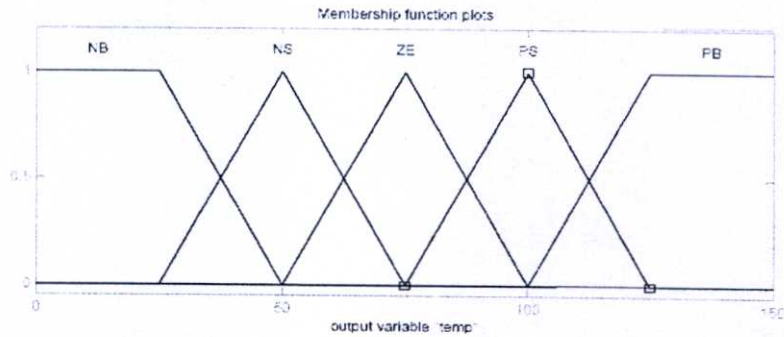 Membership function plots
NB NS ZE PS PB
1
0.5
0
0 50 100 150
output variable "temp"